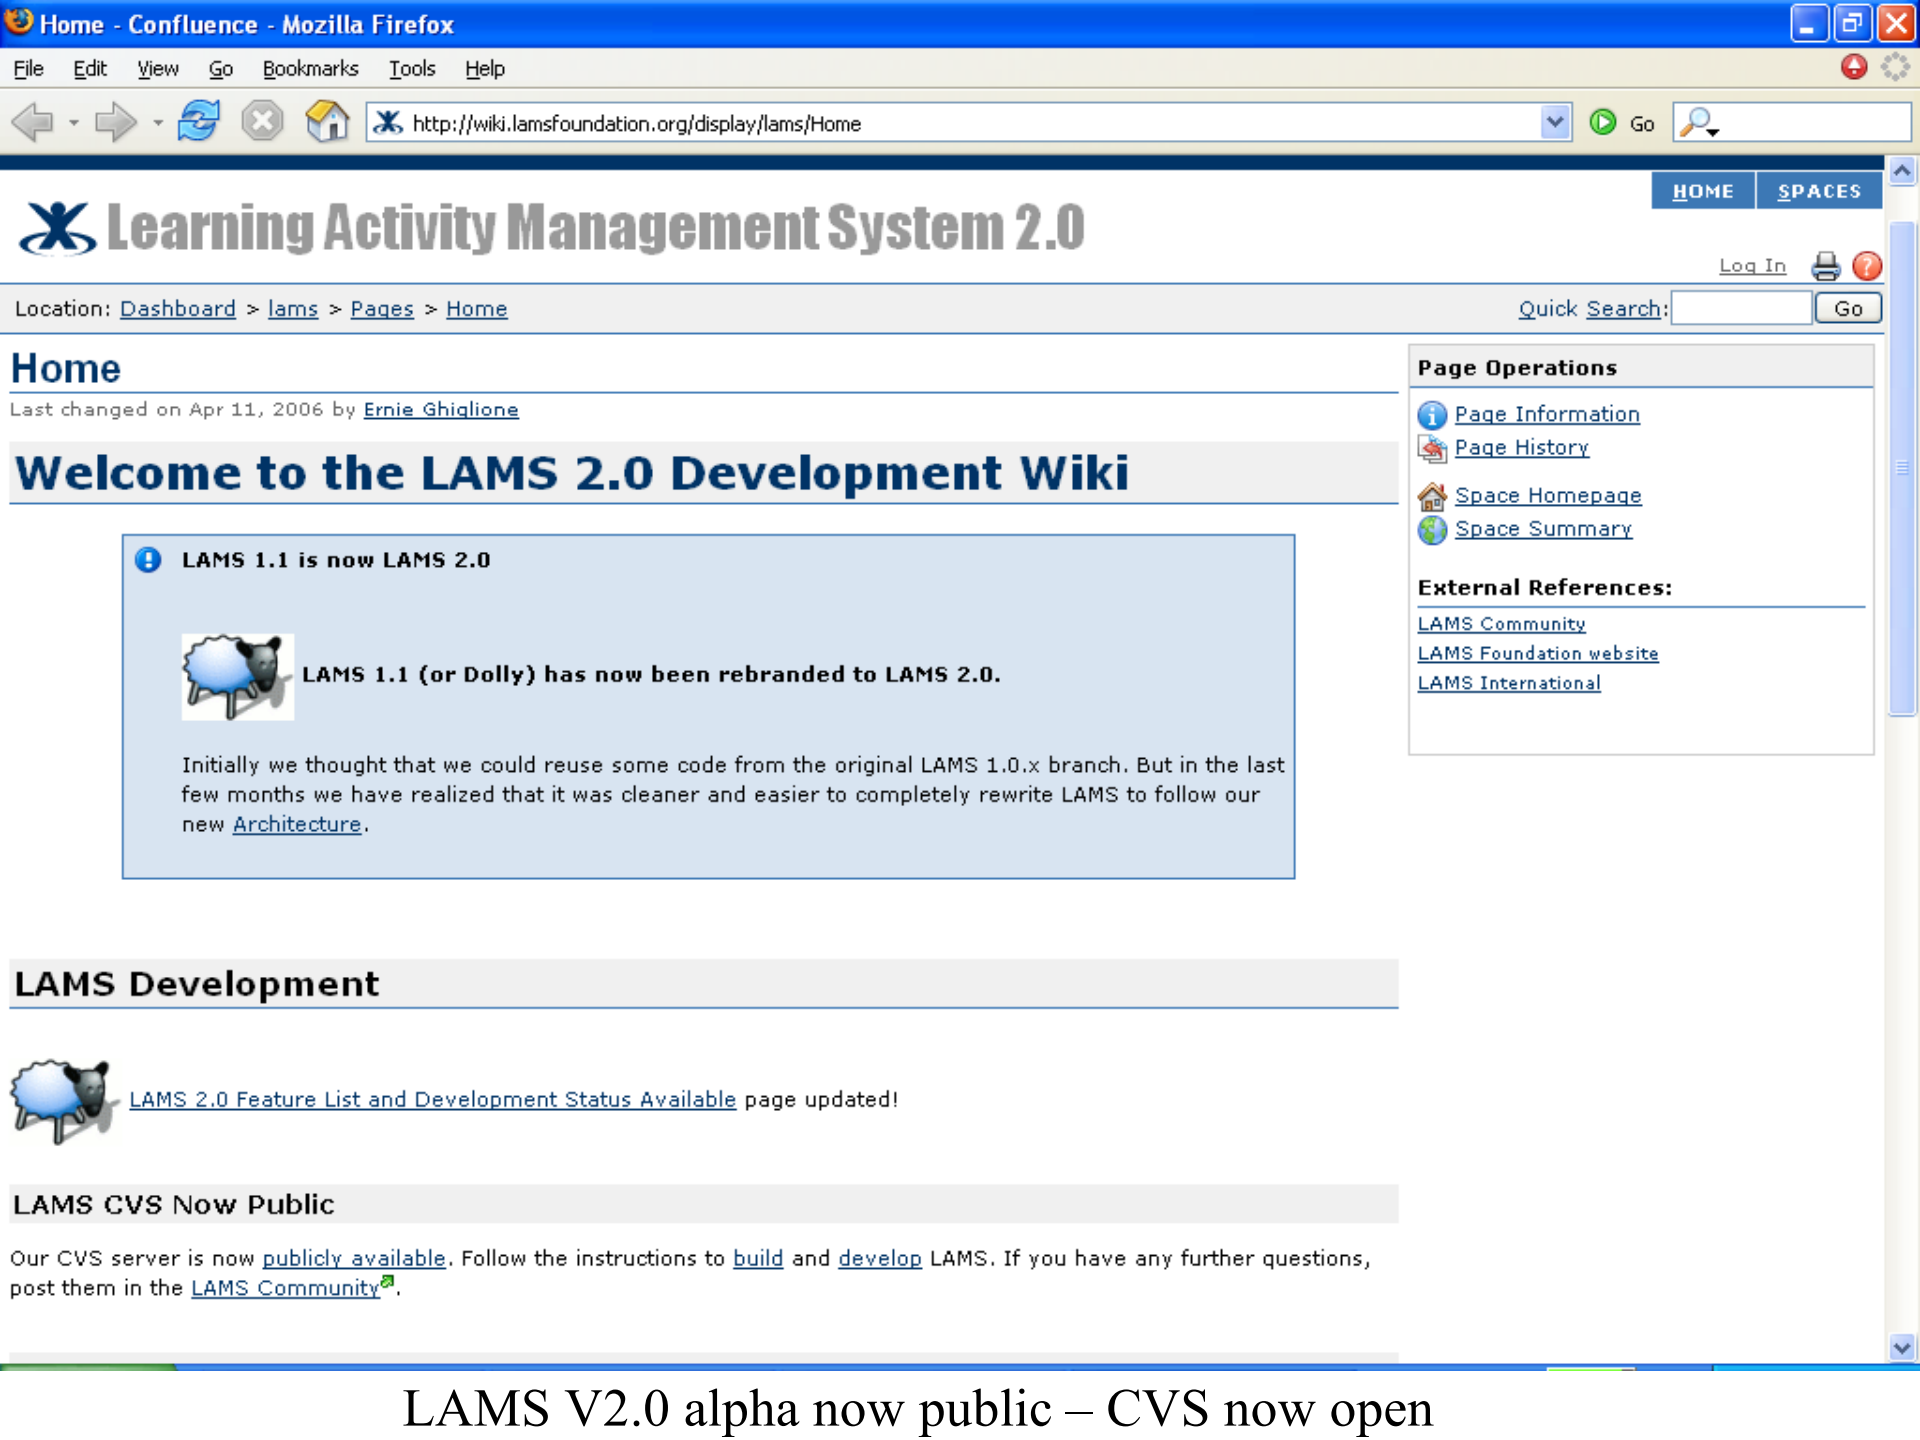 Home - Confluence - Mozilla Firefox
File Edit View Go Bookmarks Tools Help
http://wiki.lamsfoundation.org/display/lams/Home
Go
HOME SPACES
Learning Activity Management System 2.0
Log In
Location: Dashboard > lams > Pages > Home
Quick Search: Go
Home
Last changed on Apr 11, 2006 by Ernie Ghiglione
Welcome to the LAMS 2.0 Development Wiki
LAMS 1.1 is now LAMS 2.0
LAMS 1.1 (or Dolly) has now been rebranded to LAMS 2.0.
Initially we thought that we could reuse some code from the original LAMS 1.0.x branch. But in the last
few months we have realized that it was cleaner and easier to completely rewrite LAMS to follow our
new Architecture.
Page Operations
Page Information
Page History
Space Homepage
Space Summary
External References:
LAMS Community
LAMS Foundation website
LAMS International
LAMS Development
LAMS 2.0 Feature List and Development Status Available page updated!
LAMS CVS Now Public
Our CVS server is now publicly available. Follow the instructions to build and develop LAMS. If you have any further questions,
post them in the LAMS Community.
LAMS V2.0 alpha now public – CVS now open